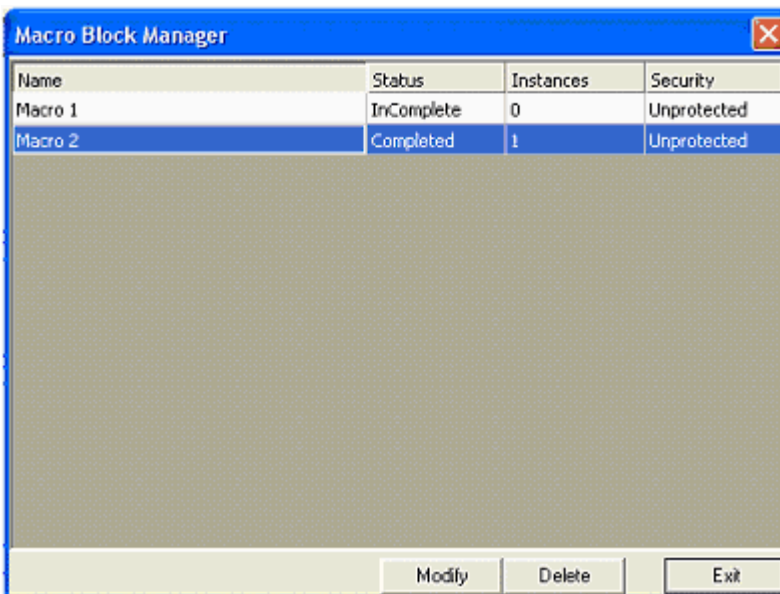 Macro Block Manager
Name Status Instances Security
Macro 1 InComplete 0 Unprotected
Macro 2 Completed 1 Unprotected
Modify Delete Exit